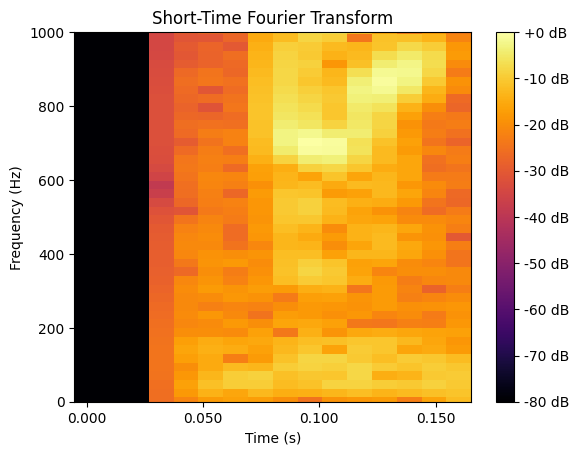 Short-Time Fourier Transform
1000
800
600
400
200
0
Frequency (Hz)
0.000
0.050
0.100
0.150
Time (s)
+0 dB
-10 dB
-20 dB
-30 dB
-40 dB
-50 dB
-60 dB
-70 dB
-80 dB